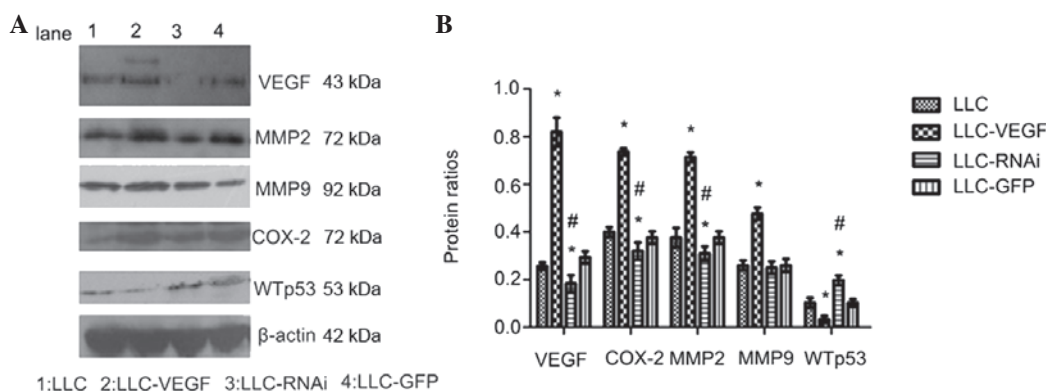 A
lane 1 2 3 4
VEGF 43 kDa
MMP2 72 kDa
MMP9 92 kDa
COX-2 72 kDa
WTp53 53 kDa
β-actin 42 kDa
1:LLC 2:LLC-VEGF 3:LLC-RNAi 4:LLC-GFP
B
Protein ratios
1.0
0.8
0.6
0.4
0.2
0.0
*
*
#
*
#
*
*
#
*
*
*
#
*
VEGF COX-2 MMP2 MMP9 WTp53
LLC
LLC-VEGF
LLC-RNAi
LLC-GFP